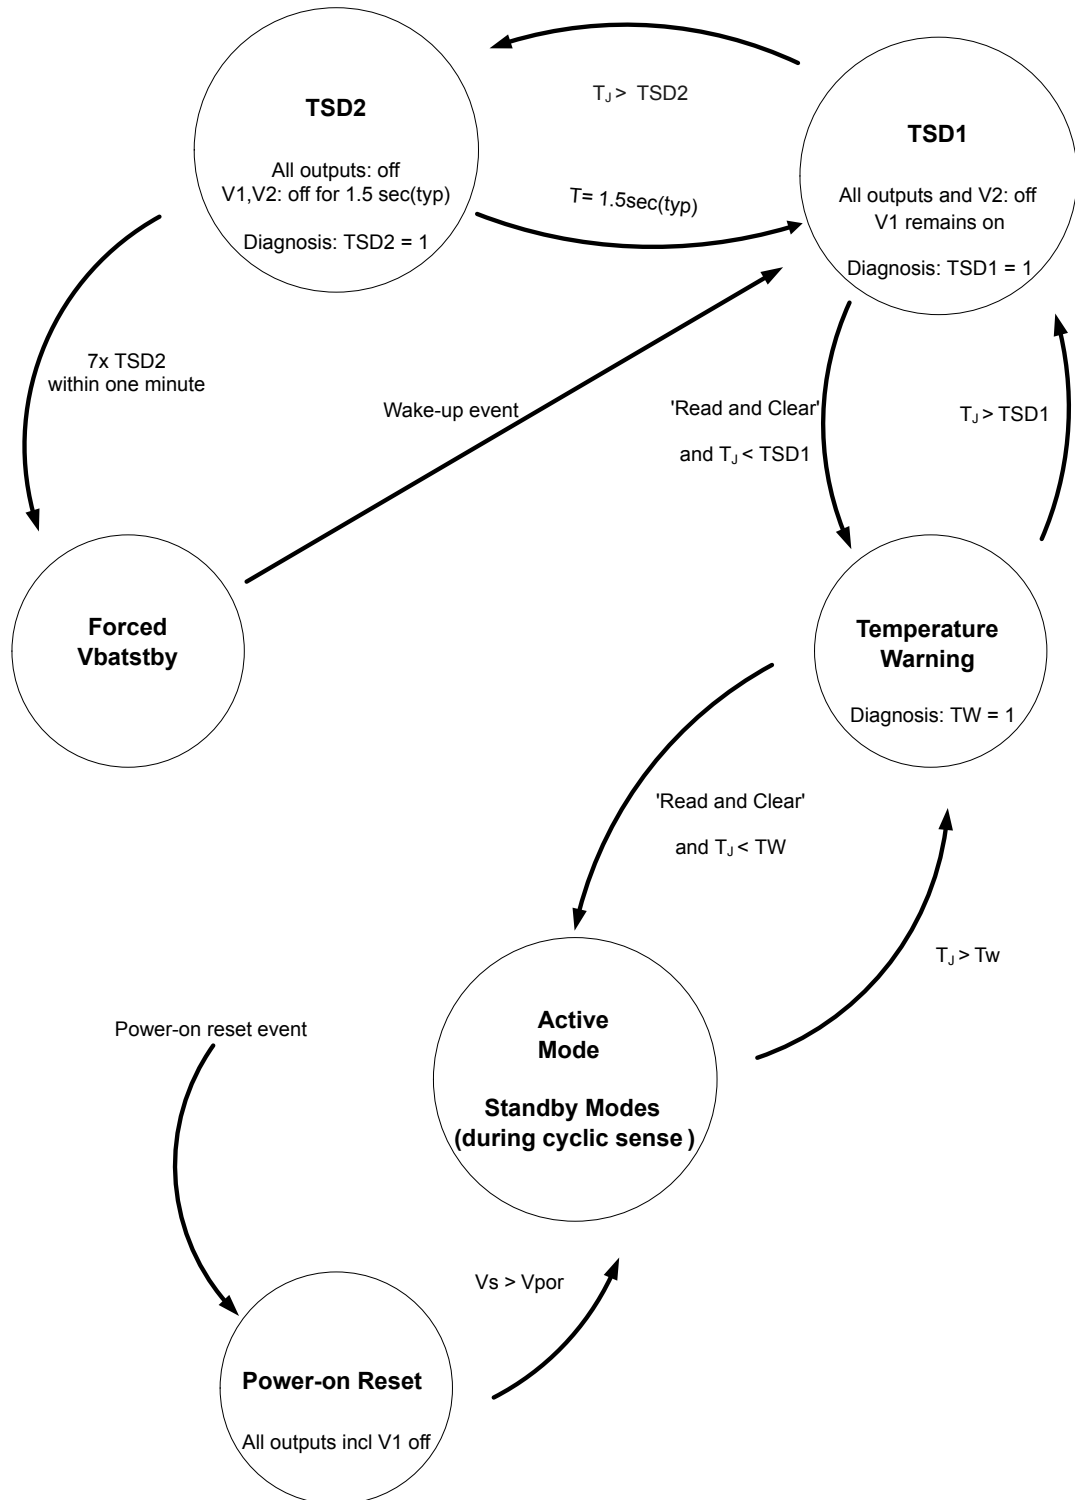 TSD2
All outputs: off
V1,V2: off for 1.5 sec(typ)
Diagnosis: TSD2 = 1
TJ > TSD2
T= 1.5sec(typ)
TSD1
All outputs and V2: off
V1 remains on
Diagnosis: TSD1 = 1
7x TSD2
within one minute
Wake-up event
'Read and Clear'
and TJ < TSD1
TJ > TSD1
Forced
Vbatstby
Temperature
Warning
Diagnosis: TW = 1
'Read and Clear'
and TJ < TW
TJ > Tw
Active
Mode
Standby Modes
(during cyclic sense )
Power-on reset event
Vs > Vpor
Power-on Reset
All outputs incl V1 off